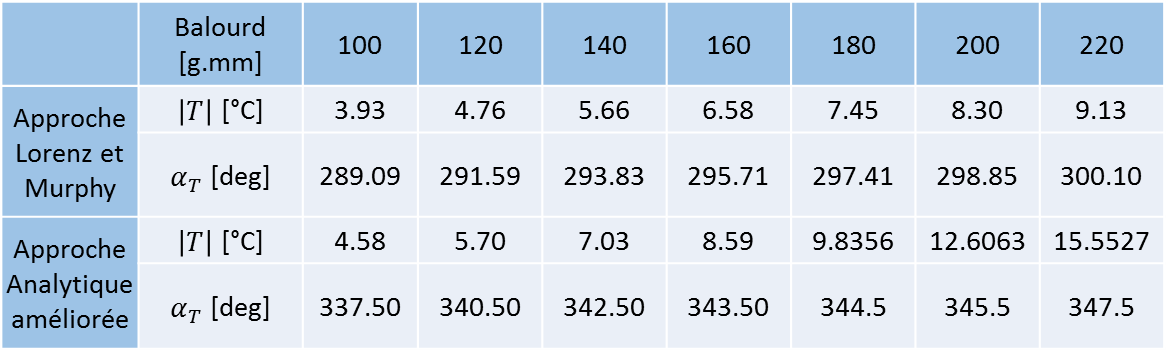 Balourd [g.mm] 100 120 140 160 180 200 220
Approche Lorenz et Murphy
|𝑇| [°C] 3.93 4.76 5.66 6.58 7.45 8.30 9.13
𝛼𝑇 [deg] 289.09 291.59 293.83 295.71 297.41 298.85 300.10
Approche Analytique améliorée
|𝑇| [°C] 4.58 5.70 7.03 8.59 9.8356 12.6063 15.5527
𝛼𝑇 [deg] 337.50 340.50 342.50 343.50 344.5 345.5 347.5